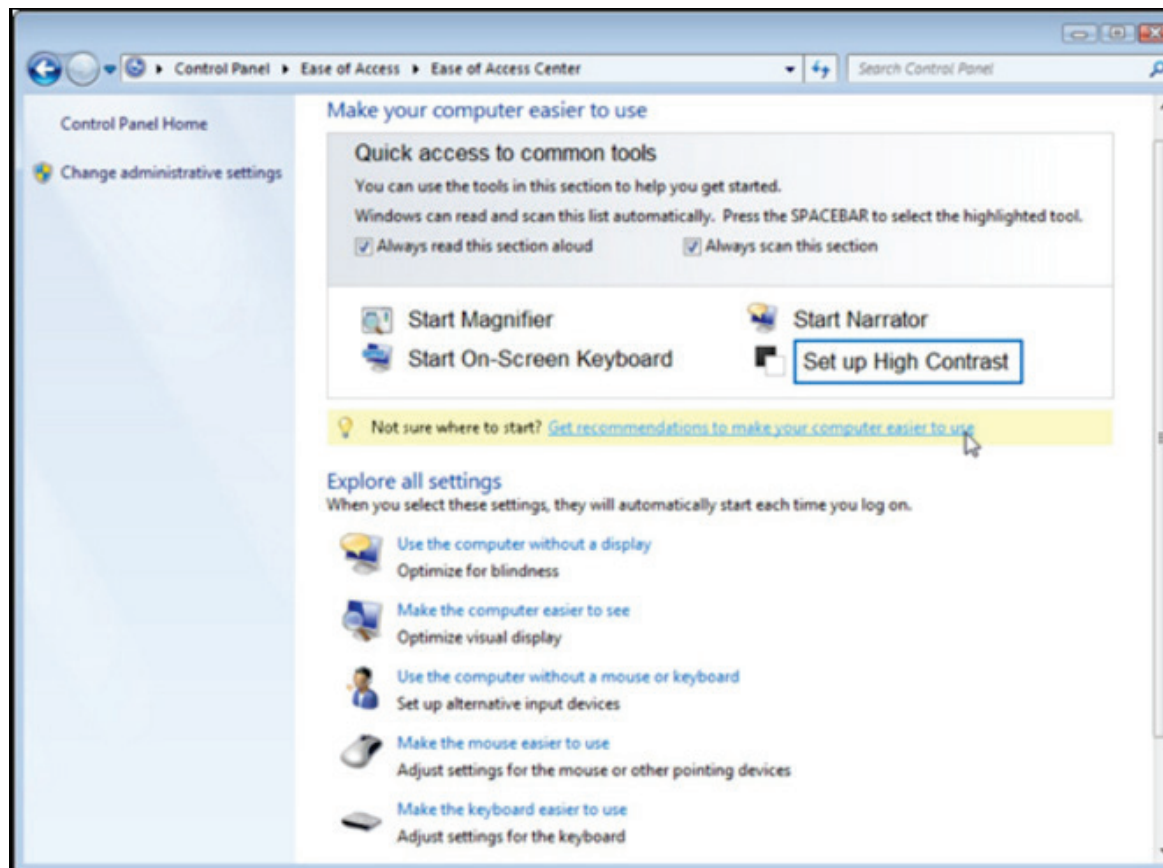 Control Panel ▸ Ease of Access ▸ Ease of Access Center
Search Control Panel
Control Panel Home
Change administrative settings
Make your computer easier to use
Quick access to common tools
You can use the tools in this section to help you get started.
Windows can read and scan this list automatically. Press the SPACEBAR to select the highlighted tool.
Always read this section aloud
Always scan this section
Start Magnifier
Start Narrator
Start On-Screen Keyboard
Set up High Contrast
Not sure where to start? Get recommendations to make your computer easier to use
Explore all settings
When you select these settings, they will automatically start each time you log on.
Use the computer without a display
Optimize for blindness
Make the computer easier to see
Optimize visual display
Use the computer without a mouse or keyboard
Set up alternative input devices
Make the mouse easier to use
Adjust settings for the mouse or other pointing devices
Make the keyboard easier to use
Adjust settings for the keyboard